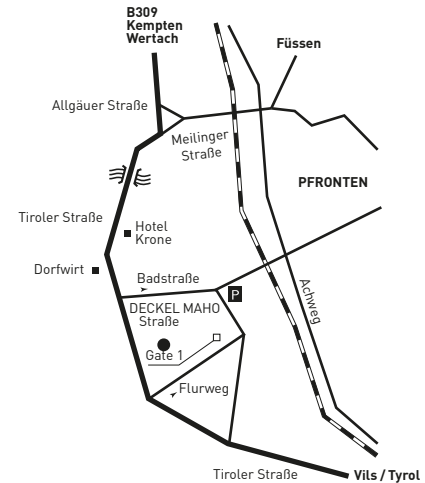 B309
Kempten
Wertach
Füssen
Allgäuer Straße
Meilinger
Straße
PFRONTEN
Tiroler Straße
Hotel
Krone
Dorfwirt
Badstraße
P
DECKEL MAHO
Straße
Achweg
Gate 1
Flurweg
Tiroler Straße
Vils / Tyrol